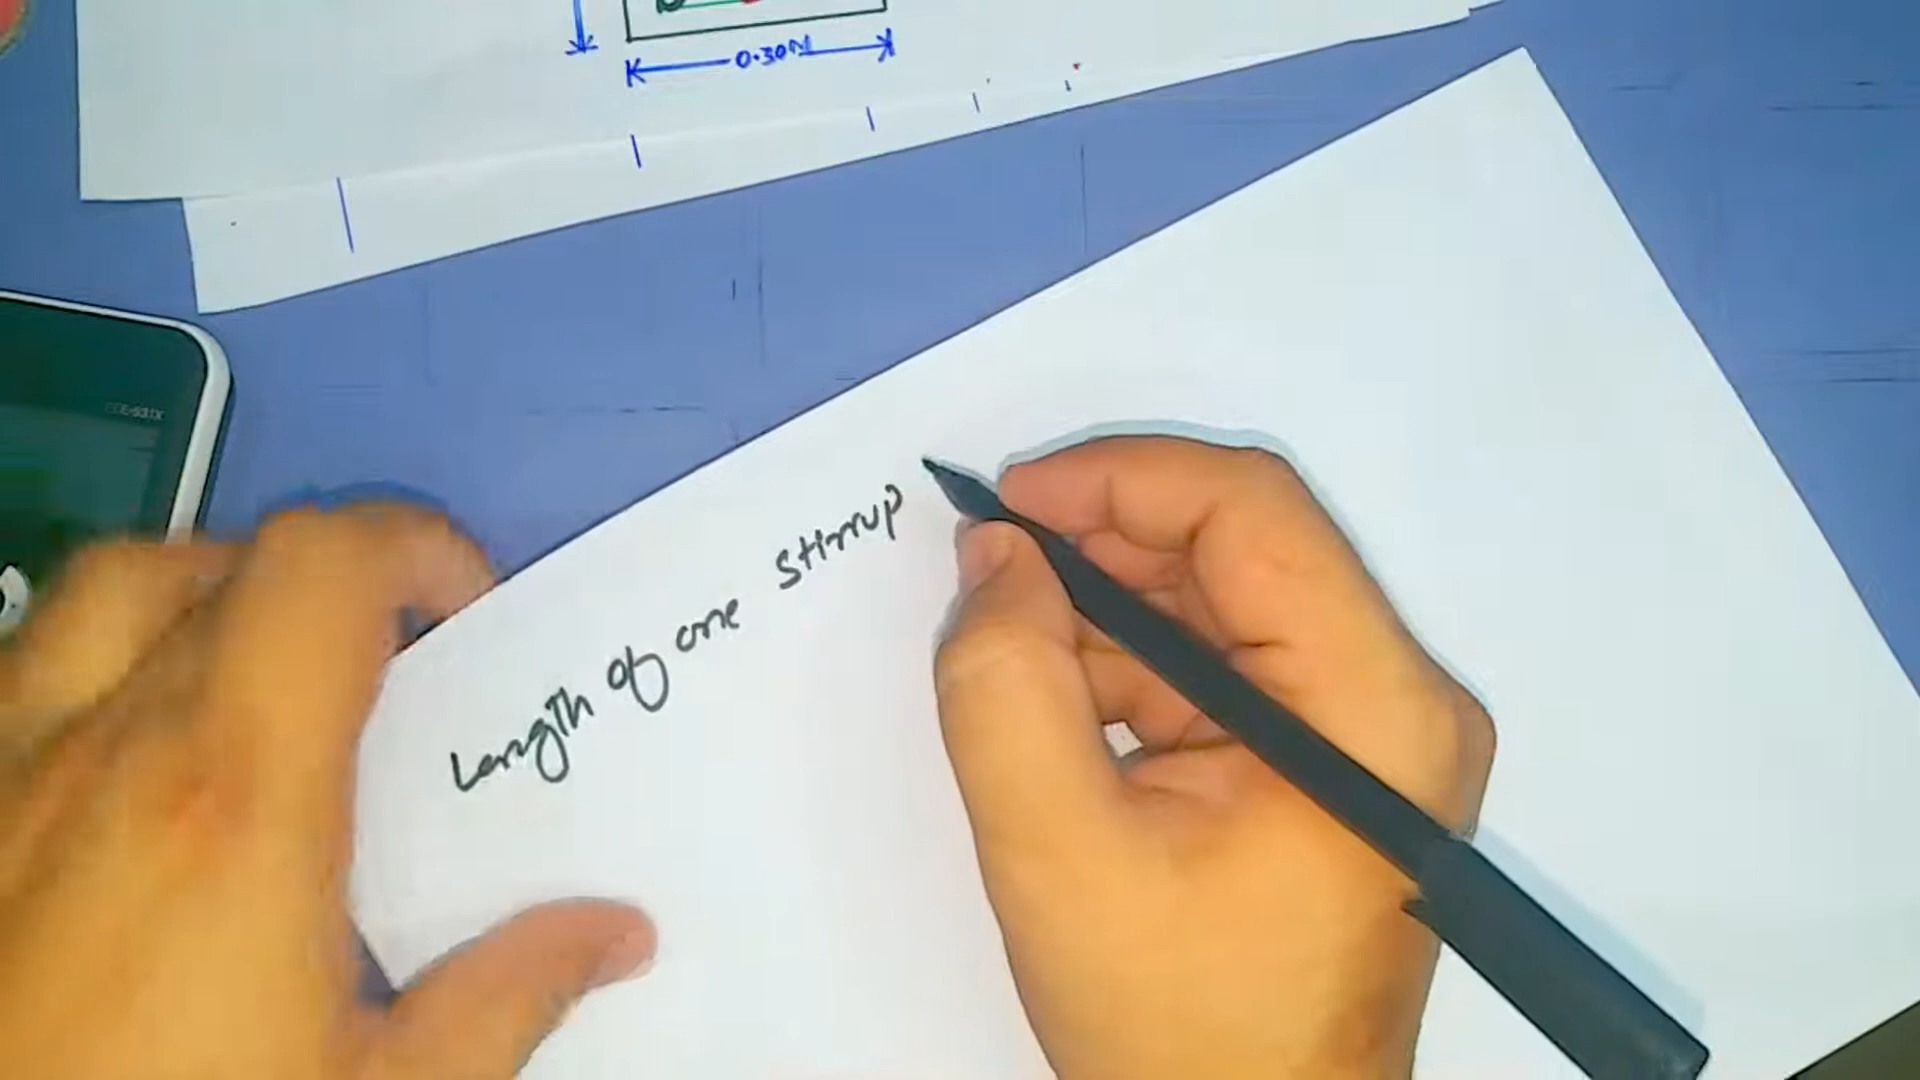 0.30M
Length of one stirrup